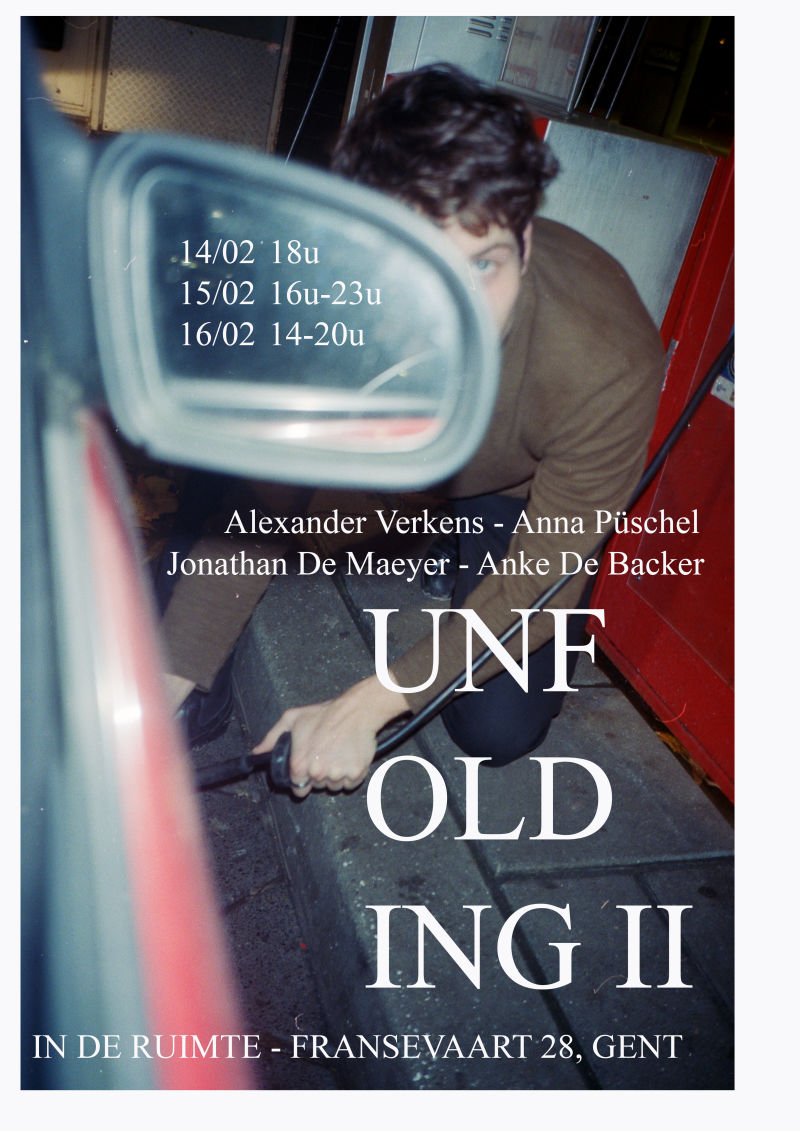 14/02 18u
15/02 16u-23u
16/02 14-20u
Alexander Verkens - Anna Püschel
Jonathan De Maeyer - Anke De Backer
UNF
OLD
ING II
IN DE RUIMTE - FRANSEVAART 28, GENT